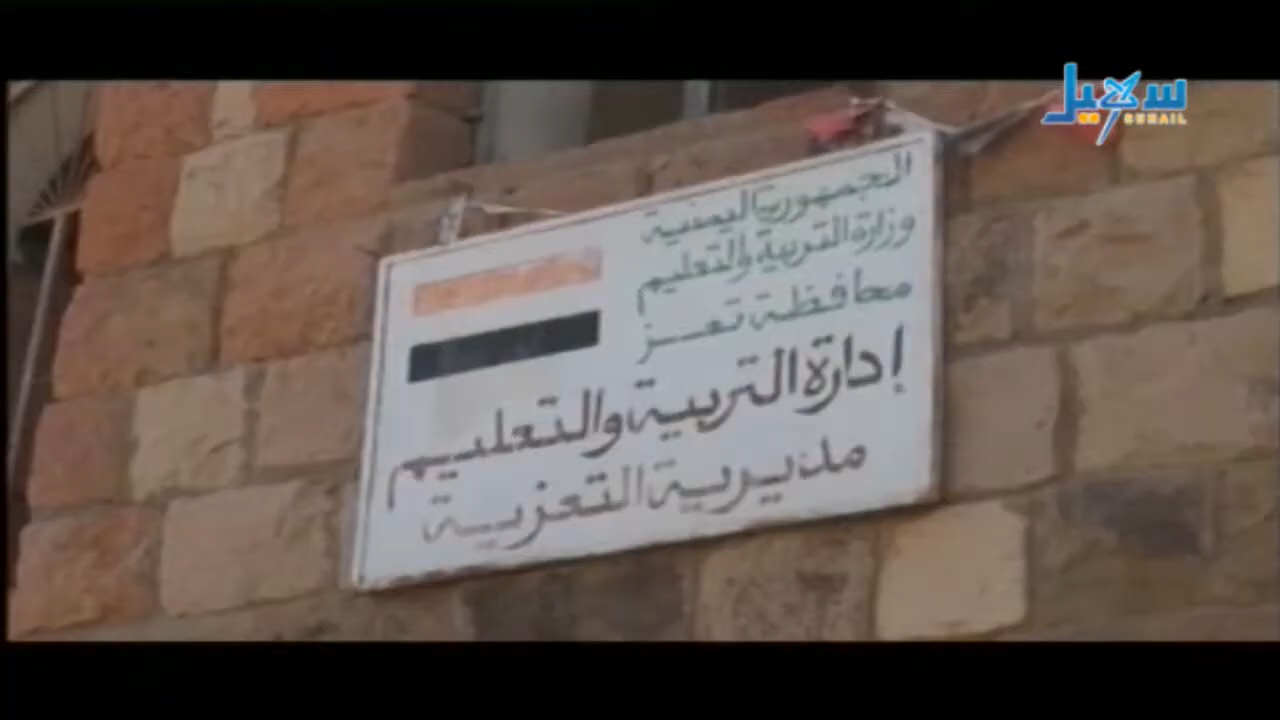 سهيل
SUHAIL
الجمهورية اليمنية
وزارة التربية والتعليم
محافظة تعز
إدارة التربية والتعليم
مديرية التعزية